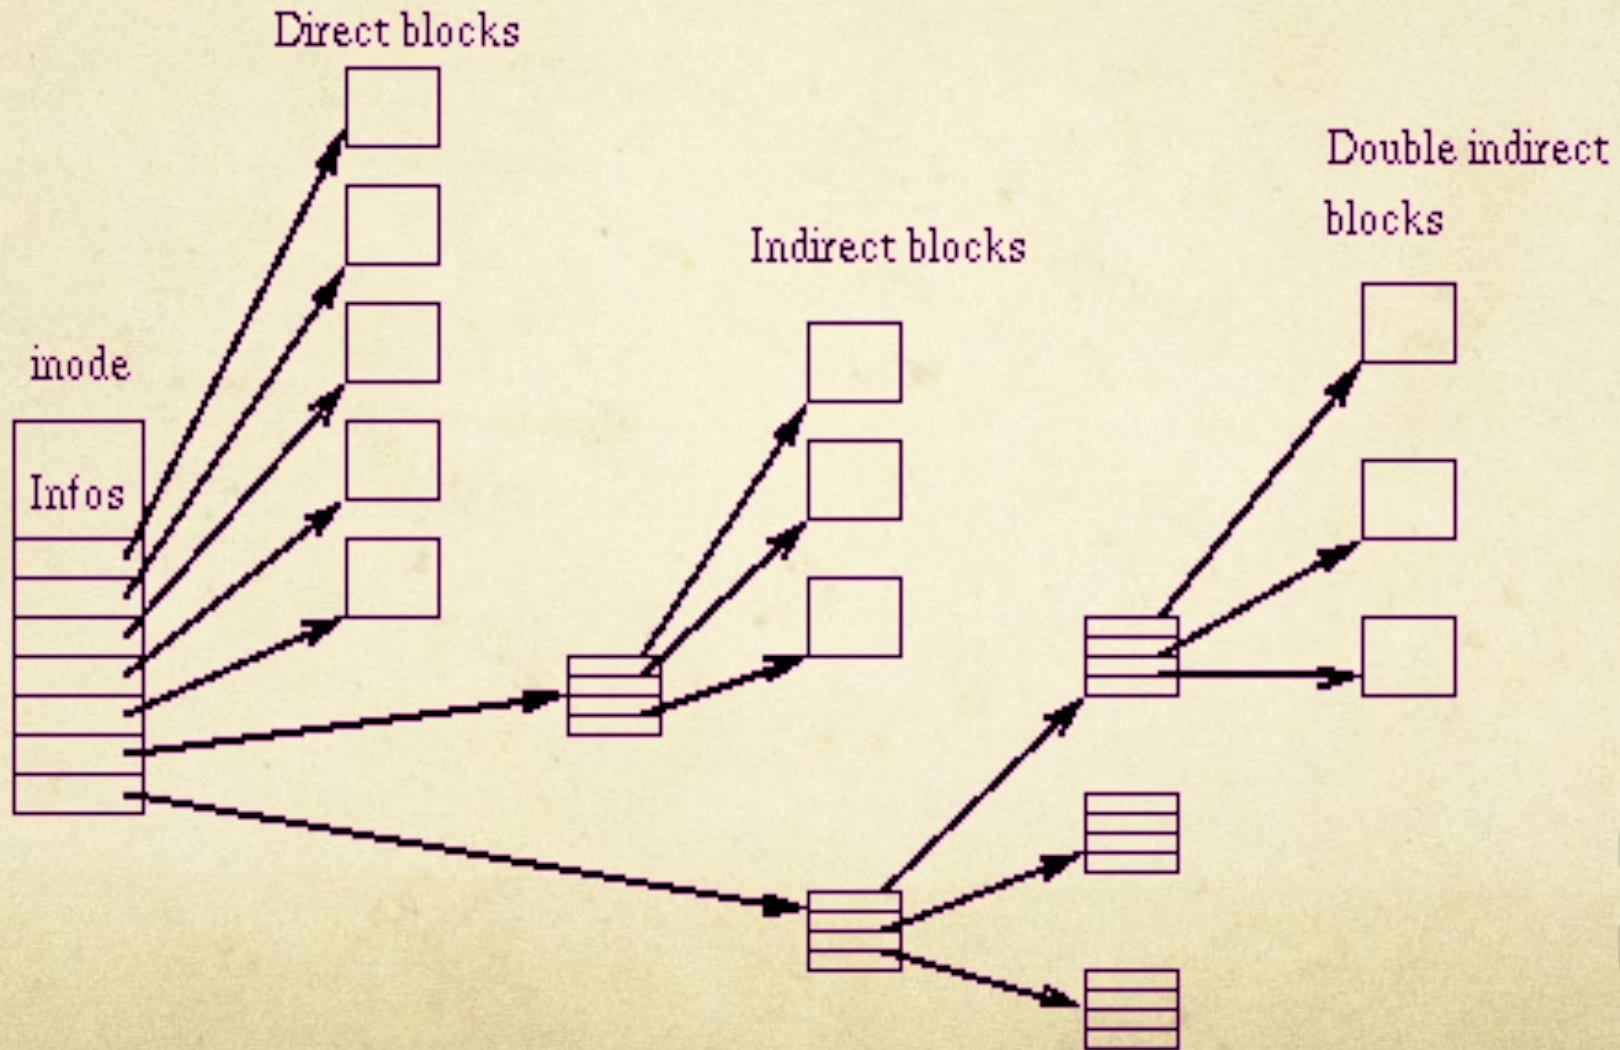 Direct blocks
Double indirect
blocks
Indirect blocks
inode
Infos